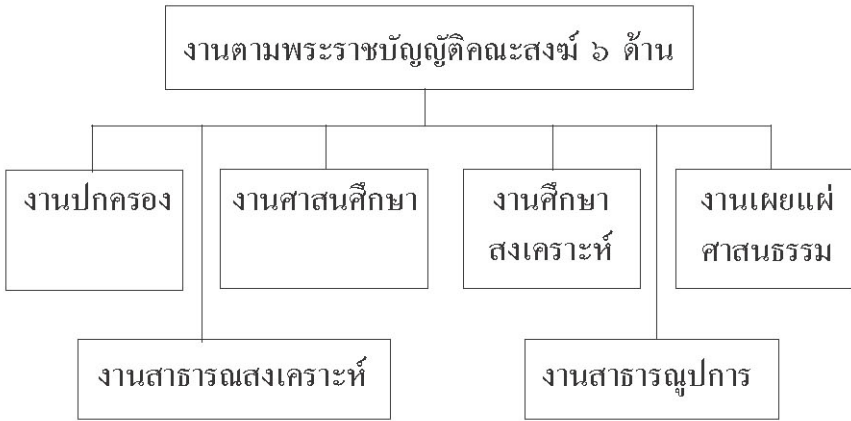 งานตามพระราชบัญญัติคณะสงฆ์ ๖ ด้าน
งานปกครอง
งานศาสนศึกษา
งานศึกษา
สงเคราะห์
งานเผยแผ่
ศาสนธรรม
งานสาธารณสงเคราะห์
งานสาธารณูปการ